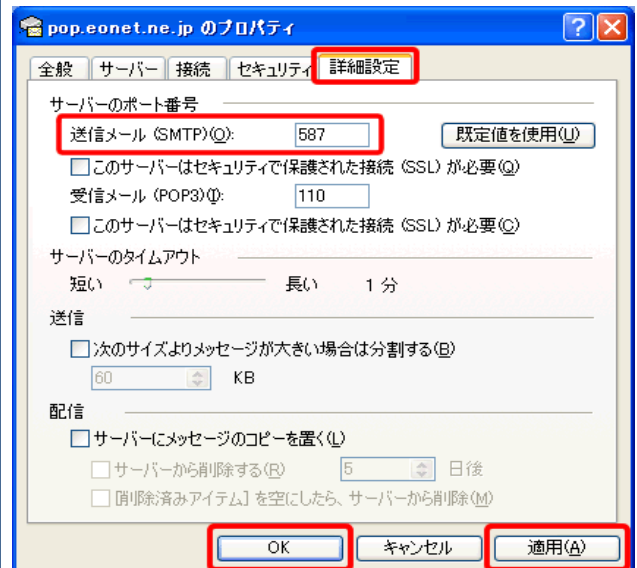 pop.eonet.ne.jp のプロパティ
全般 サーバー 接続 セキュリティ 詳細設定
サーバーのポート番号
送信メール (SMTP)(O): 587 既定値を使用(U)
このサーバーはセキュリティで保護された接続 (SSL) が必要(Q)
受信メール (POP3)(I): 110
このサーバーはセキュリティで保護された接続 (SSL) が必要(C)
サーバーのタイムアウト
短い 長い 1 分
送信
次のサイズよりメッセージが大きい場合は分割する(B)
60 KB
配信
サーバーにメッセージのコピーを置く(L)
サーバーから削除する(R) 5 日後
[削除済みアイテム] を空にしたら、サーバーから削除(M)
OK キャンセル 適用(A)